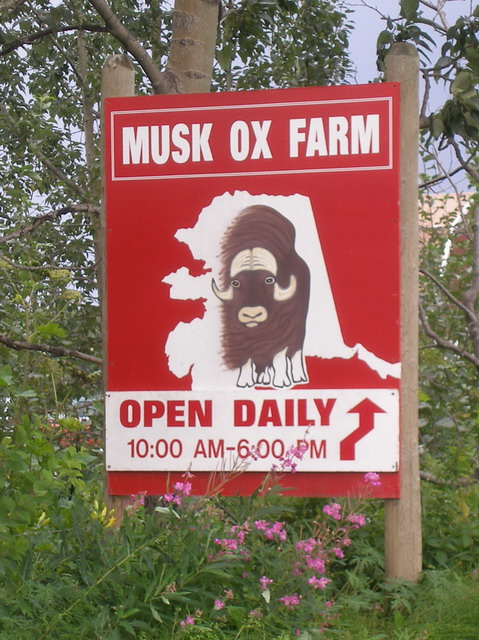 MUSK OX FARM
OPEN DAILY
10:00 AM-6:00 PM